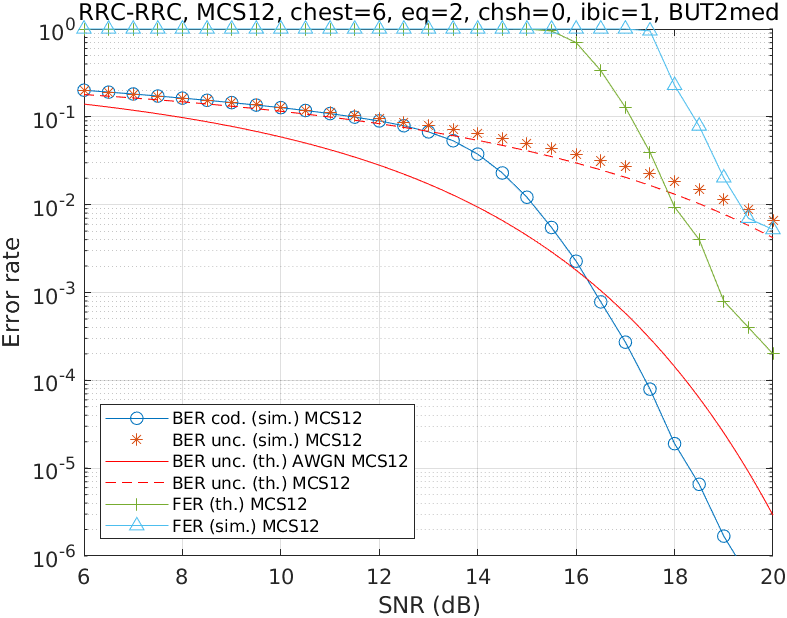 RRC-RRC, MCS12, chest=6, eq=2, chsh=0, ibic=1, BUT2med
10^0
10^-1
10^-2
10^-3
10^-4
10^-5
10^-6
Error rate
BER cod. (sim.) MCS12
BER unc. (sim.) MCS12
BER unc. (th.) AWGN MCS12
BER unc. (th.) MCS12
FER (th.) MCS12
FER (sim.) MCS12
6 8 10 12 14 16 18 20
SNR (dB)